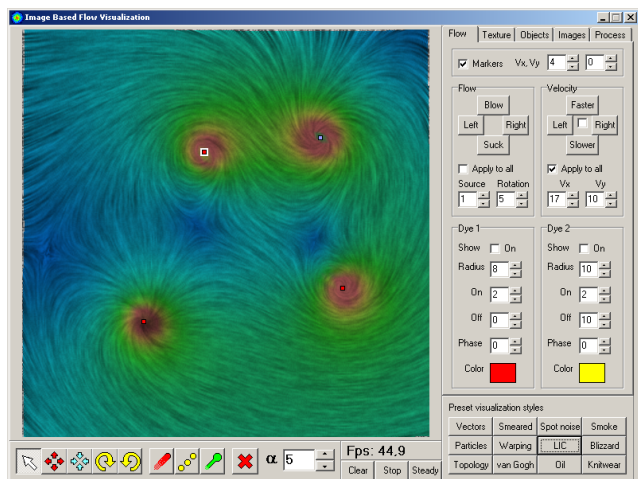 Image Based Flow Visualization
Flow Texture Objects Images Process
Markers Vx, Vy 4 0
Flow Velocity
Blow Faster
Left Right Left Right
Suck Slower
Apply to all Apply to all
Source Rotation Vx Vy
1 5 17 10
Dye 1 Dye 2
Show On Show On
Radius 8 Radius 10
On 2 On 2
Off 0 Off 10
Phase 0 Phase 0
Color Color
Preset visualization styles
Vectors Smeared Spot noise Smoke
Particles Warping LIC Blizzard
Topology van Gogh Oil Knitwear
α 5 Fps: 44,9
Clear Stop Steady